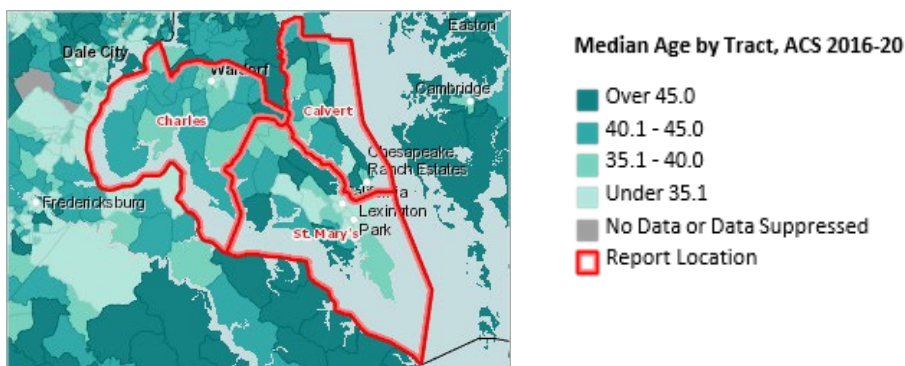 Easton
Dale City
Waldorf
Cambridge
Calvert
Charles
Chesapeake
Ranch Estates
Fredericksburg
California
Lexington
St. Mary's
Park
Median Age by Tract, ACS 2016-20
Over 45.0
40.1 - 45.0
35.1 - 40.0
Under 35.1
No Data or Data Suppressed
Report Location